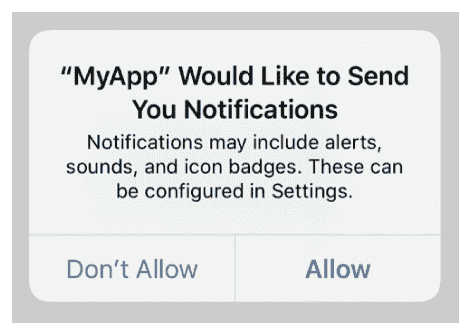 “MyApp” Would Like to Send
You Notifications
Notifications may include alerts,
sounds, and icon badges. These can
be configured in Settings.
Don’t Allow
Allow